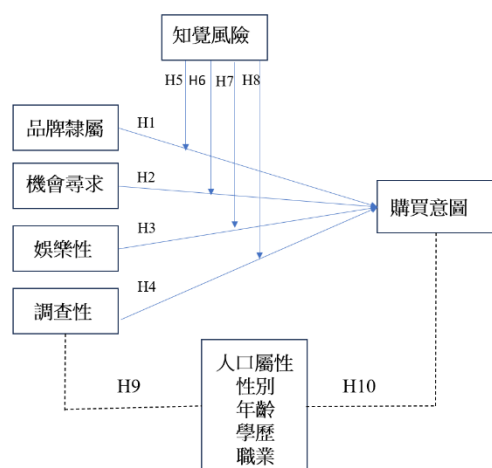 知覺風險
H5 H6 H7 H8
品牌隸屬
H1
機會尋求
H2
購買意圖
娛樂性
H3
調查性
H4
人口屬性
性別
年齡
學歷
職業
H9
H10